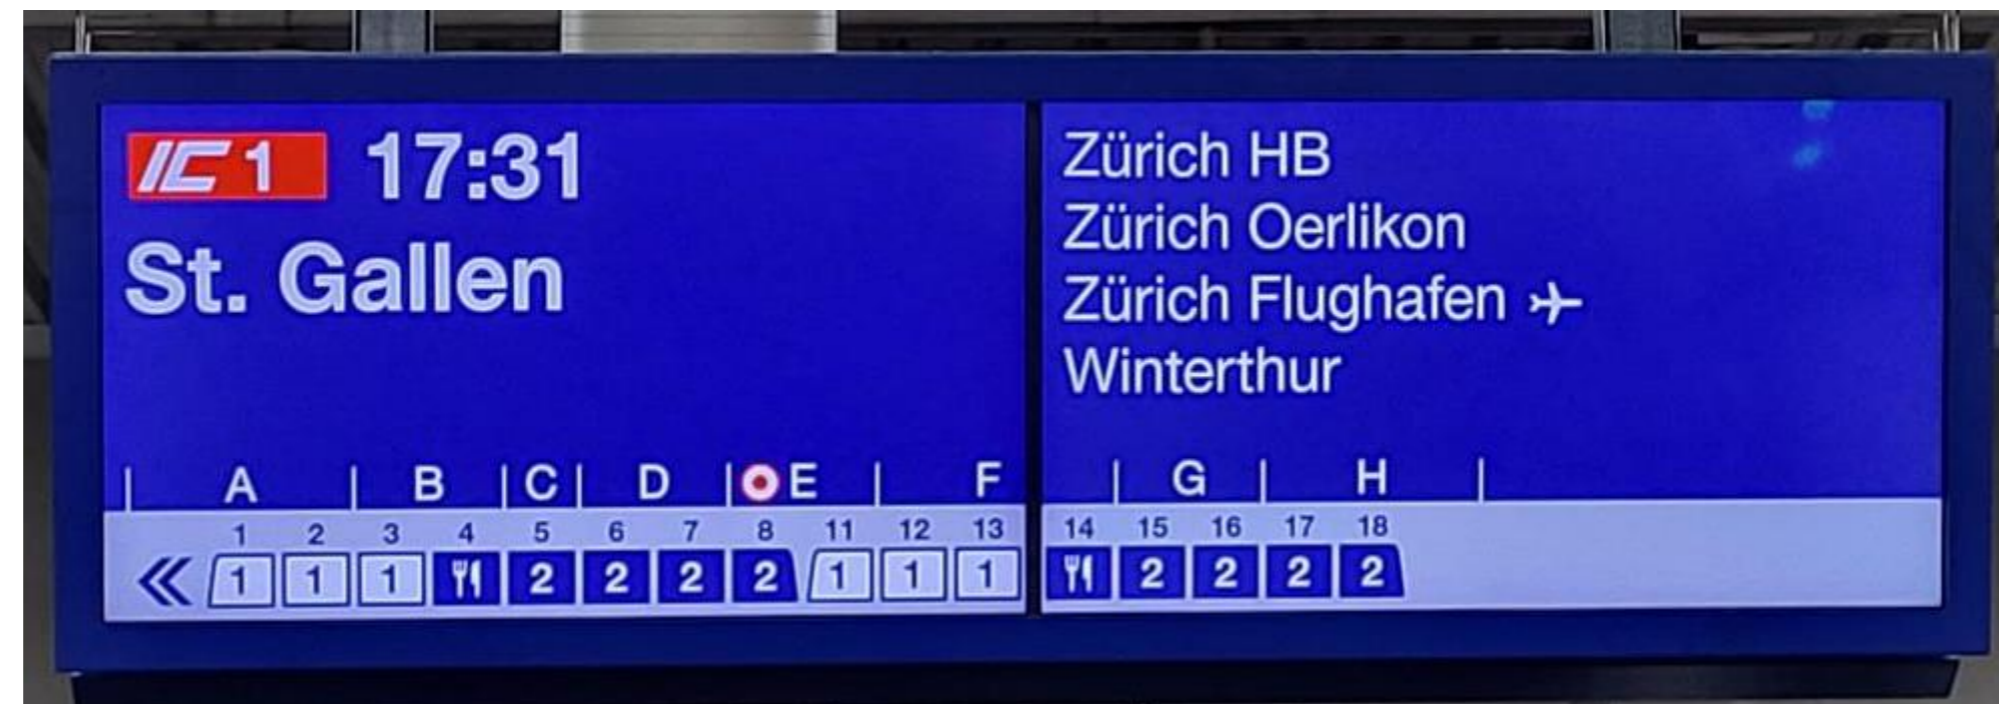 IC 1 17:31
St. Gallen
A B C D E F
1 2 3 4 5 6 7 8 11 12 13
1 1 1 2 2 2 2 1 1 1
Zürich HB
Zürich Oerlikon
Zürich Flughafen
Winterthur
G H
14 15 16 17 18
2 2 2 2